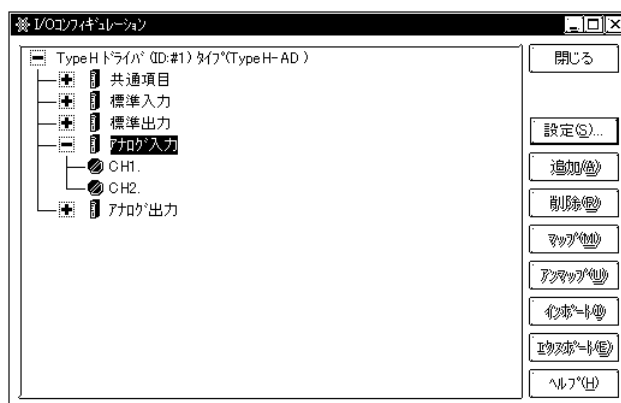 I/Oｺﾝﾌｨｷﾞｭﾚｰｼｮﾝ
TypeH ﾄﾞﾗｲﾊﾞ (ID:#1) ﾀｲﾌﾟ(TypeH-AD )
共通項目
標準入力
標準出力
ｱﾅﾛｸﾞ入力
CH1.
CH2.
ｱﾅﾛｸﾞ出力
閉じる
設定(S)...
追加(A)
削除(R)
ﾏｯﾌﾟ(M)
ｱﾝﾏｯﾌﾟ(U)
ｲﾝﾎﾟｰﾄ(I)
ｴｸｽﾎﾟｰﾄ(E)
ﾍﾙﾌﾟ(H)